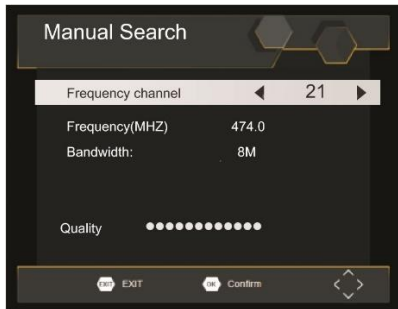 Manual Search
Frequency channel 21
Frequency(MHZ) 474.0
Bandwidth: 8M
Quality
EXIT EXIT OK Confirm